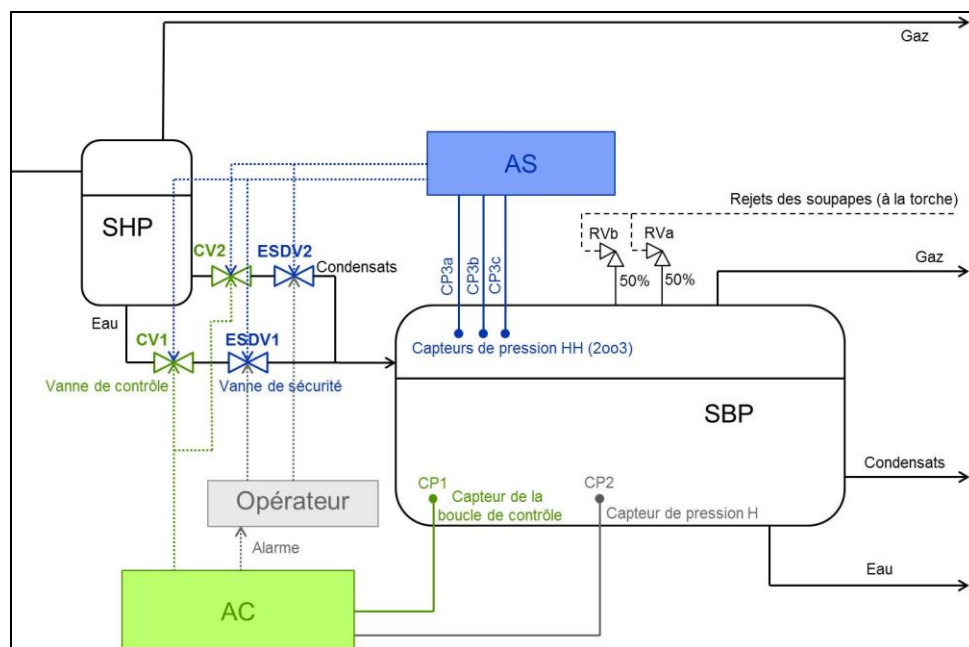 Gaz
AS
Rejets des soupapes (à la torche)
SHP
RVb
RVa
CV2
ESDV2
Condensats
CP3a
CP3b
CP3c
50%
50%
Gaz
Eau
CV1
ESDV1
Capteurs de pression HH (2oo3)
Vanne de contrôle
Vanne de sécurité
SBP
Condensats
Opérateur
CP1
CP2
Capteur de la
boucle de contrôle
Capteur de pression H
Alarme
Eau
AC